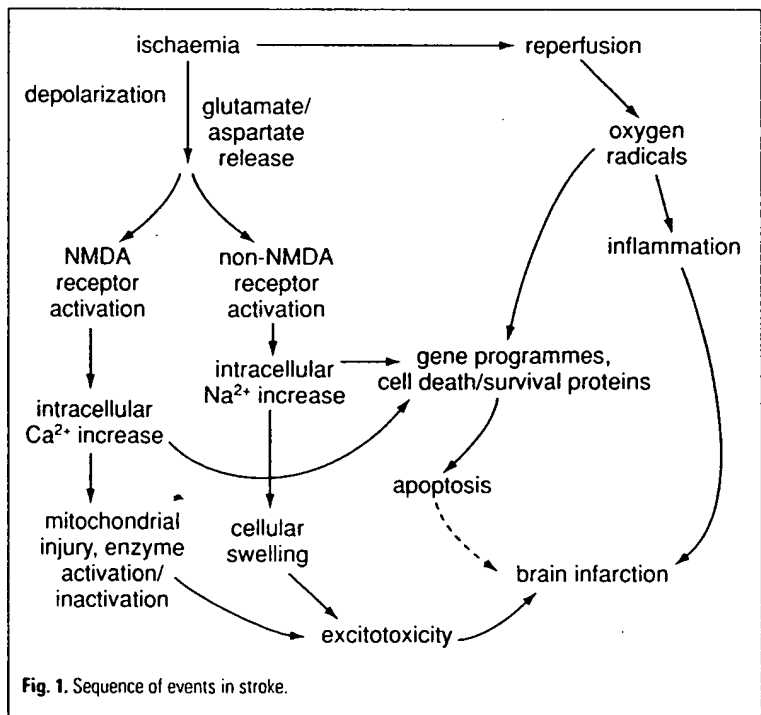 ischaemia
reperfusion
depolarization
glutamate/
aspartate
release
oxygen
radicals
NMDA
receptor
activation
non-NMDA
receptor
activation
inflammation
intracellular
Na²⁺ increase
gene programmes,
cell death/survival proteins
intracellular
Ca²⁺ increase
apoptosis
mitochondrial
injury, enzyme
activation/
inactivation
cellular
swelling
brain infarction
excitotoxicity
Fig. 1. Sequence of events in stroke.